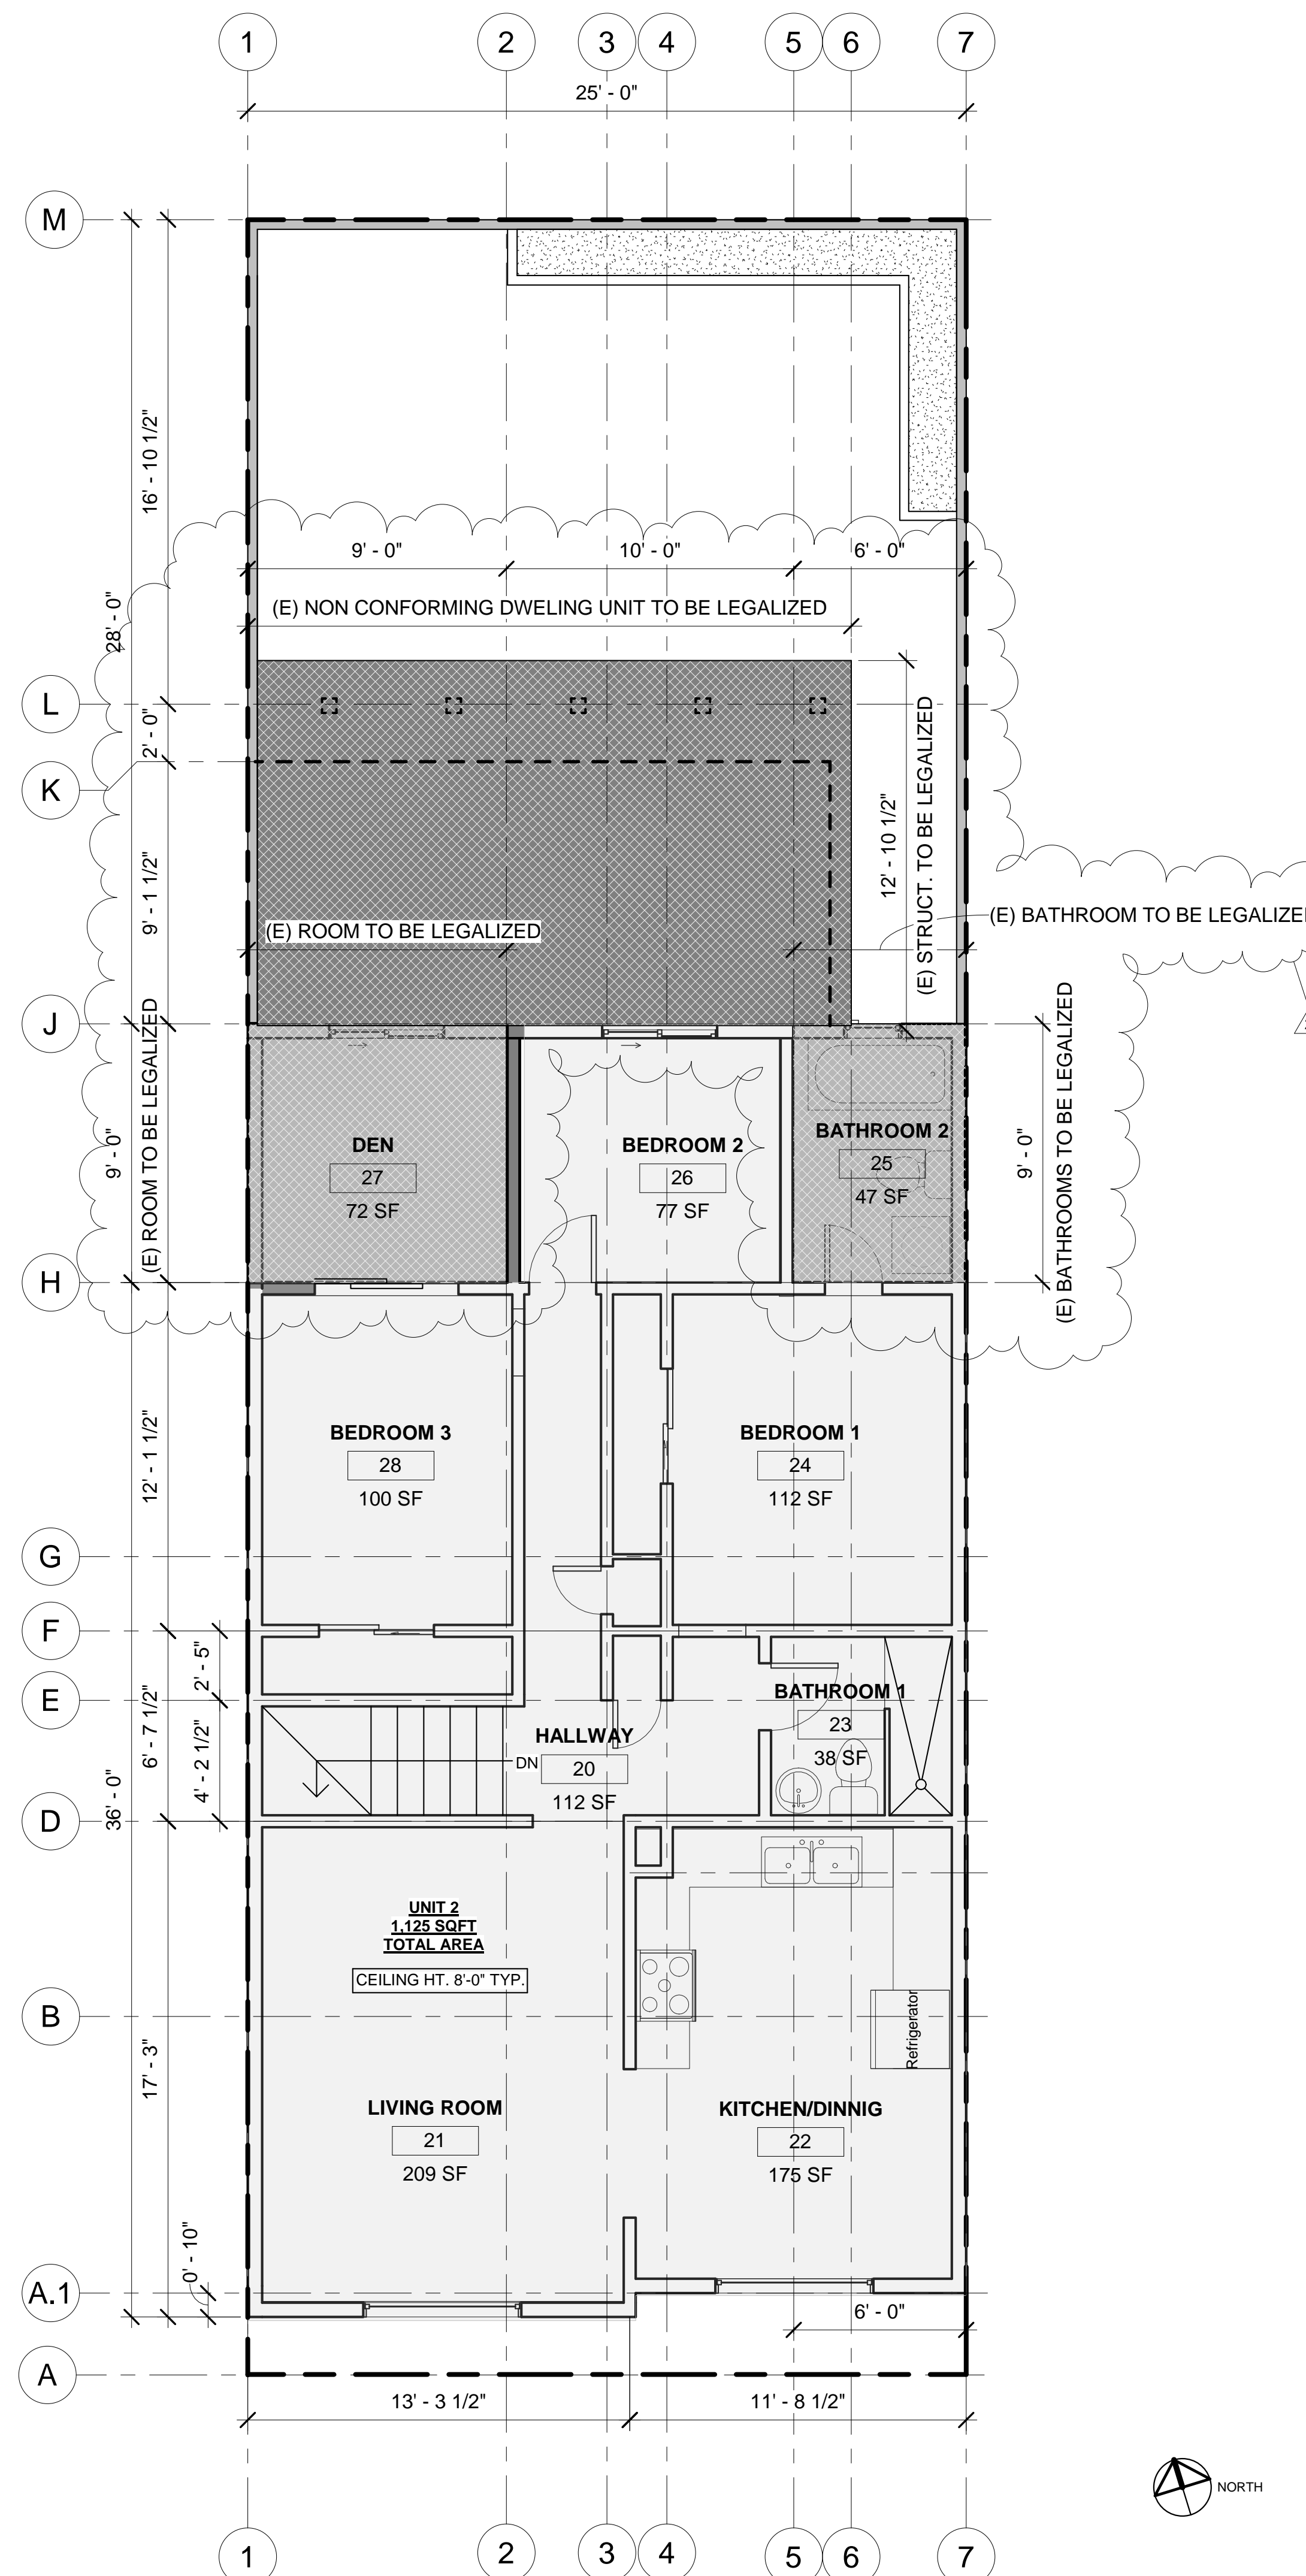 1 2 3 4 5 6 7
25' - 0"
M
16' - 10 1/2"
28' - 0"
9' - 0" 10' - 0" 6' - 0"
(E) NON CONFORMING DWELING UNIT TO BE LEGALIZED
L
2' - 0"
K
12' - 10 1/2"
(E) STRUCT. TO BE LEGALIZED
9' - 1 1/2"
(E) ROOM TO BE LEGALIZED
(E) BATHROOM TO BE LEGALIZE
J
9' - 0"
(E) ROOM TO BE LEGALIZED
DEN
27
72 SF
BEDROOM 2
26
77 SF
BATHROOM 2
25
47 SF
9' - 0"
(E) BATHROOMS TO BE LEGALIZED
H
12' - 1 1/2"
BEDROOM 3
28
100 SF
BEDROOM 1
24
112 SF
G
F
2' - 5"
E
6' - 7 1/2"
4' - 2 1/2"
36' - 0"
DN
HALLWAY
20
112 SF
BATHROOM 1
23
38 SF
D
UNIT 2
1,125 SQFT
TOTAL AREA
CEILING HT. 8'-0" TYP.
B
Refrigerator
17' - 3"
LIVING ROOM
21
209 SF
KITCHEN/DINNIG
22
175 SF
0' - 10"
A.1
6' - 0"
A
13' - 3 1/2" 11' - 8 1/2"
NORTH
1 2 3 4 5 6 7